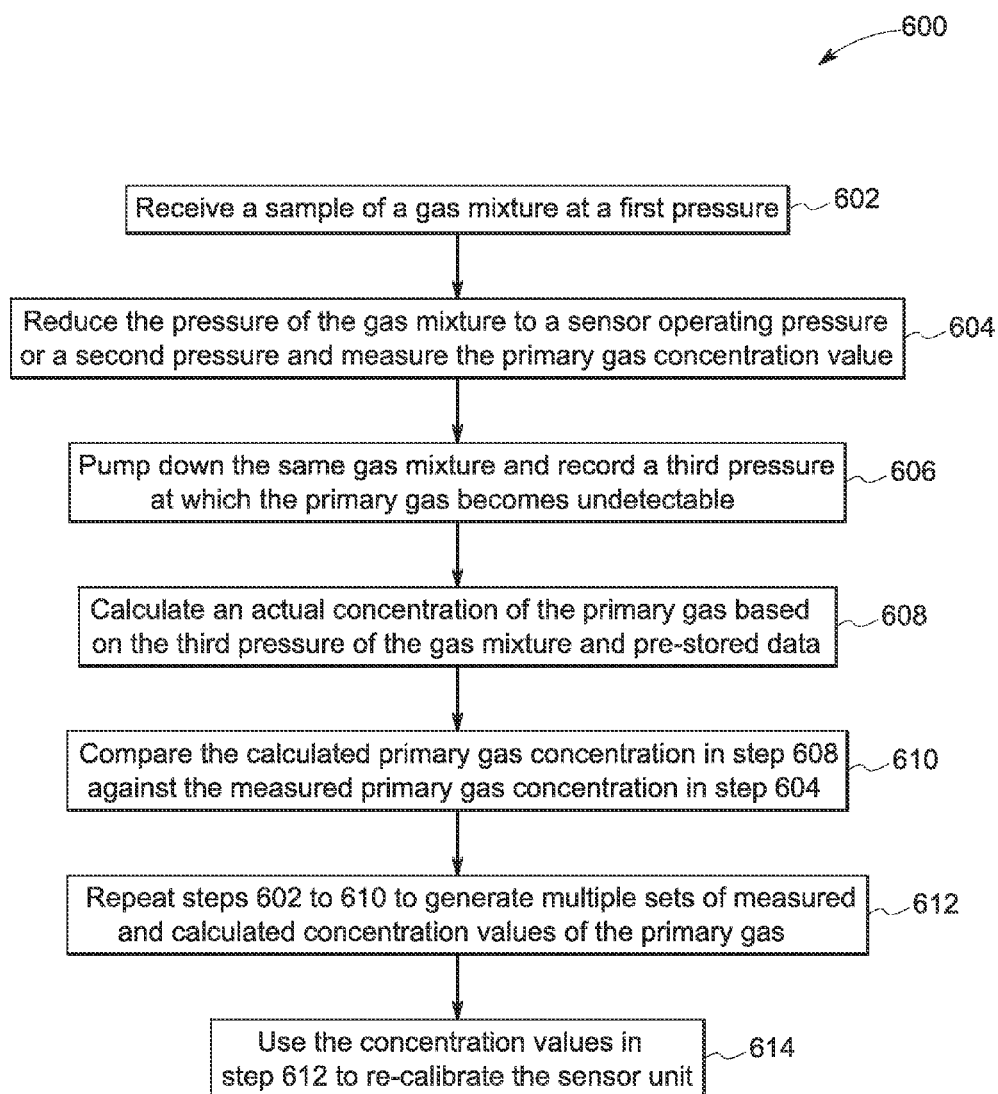 600
Receive a sample of a gas mixture at a first pressure
602
Reduce the pressure of the gas mixture to a sensor operating pressure
or a second pressure and measure the primary gas concentration value
604
Pump down the same gas mixture and record a third pressure
at which the primary gas becomes undetectable
606
Calculate an actual concentration of the primary gas based
on the third pressure of the gas mixture and pre-stored data
608
Compare the calculated primary gas concentration in step 608
against the measured primary gas concentration in step 604
610
Repeat steps 602 to 610 to generate multiple sets of measured
and calculated concentration values of the primary gas
612
Use the concentration values in
step 612 to re-calibrate the sensor unit
614